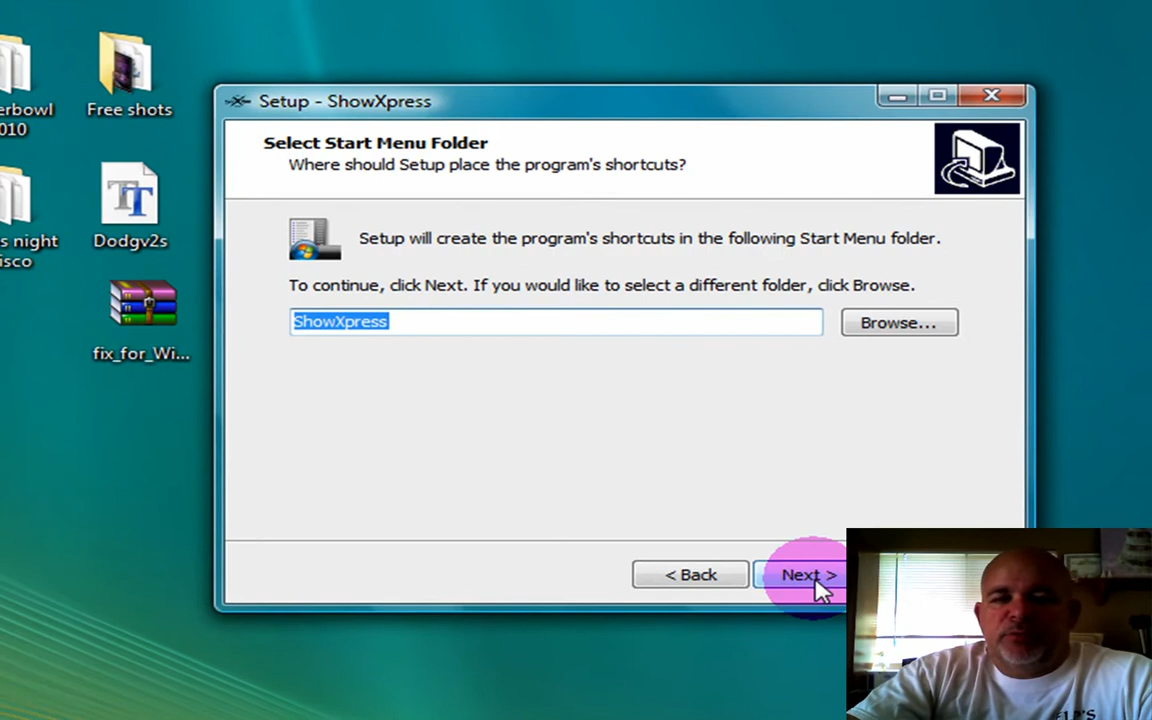 erbowl
010
Free shots
s night
isco
Dodgv2s
fix_for_Wi...
Setup - ShowXpress
Select Start Menu Folder
Where should Setup place the program's shortcuts?
Setup will create the program's shortcuts in the following Start Menu folder.
To continue, click Next. If you would like to select a different folder, click Browse.
ShowXpress
Browse...
< Back
Next >